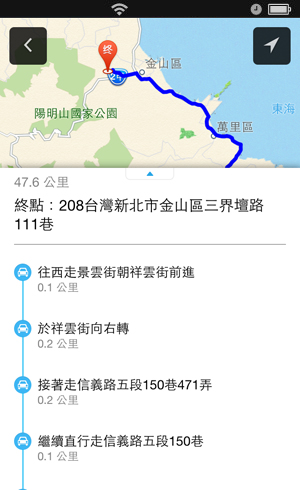 终
金山區
2甲
陽明山國家公園
東海
萬里區
47.6 公里
終點：208台灣新北市金山區三界壇路
111巷
往西走景雲街朝祥雲街前進
0.1 公里
於祥雲街向右轉
0.2 公里
接著走信義路五段150巷471弄
0.2 公里
繼續直行走信義路五段150巷
0.1 公里